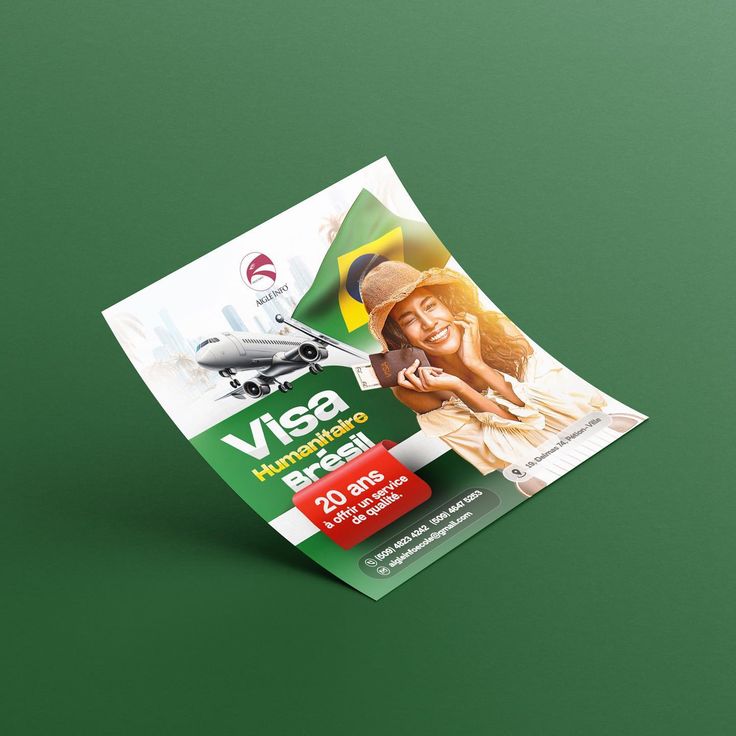 AIGLE INFO
Visa
Humanitaire
Brésil
20 ans
à offrir un service
de qualité.
19, Delmas 74, Pétion-Ville
(509) 4823 4242 (509) 4647 5253
aigleinfoecole@gmail.com